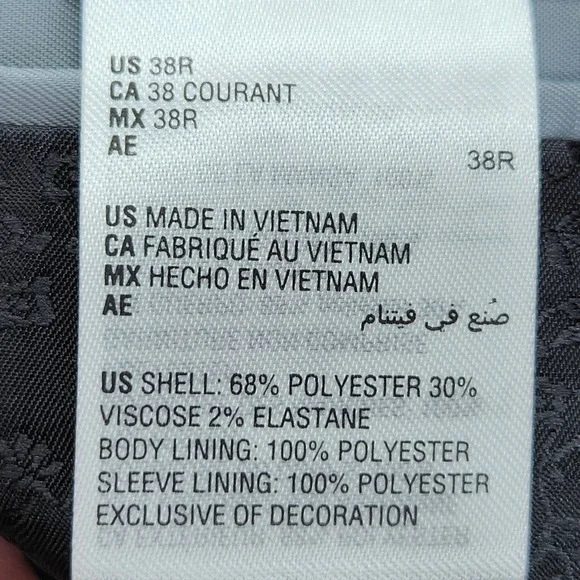 US 38R
CA 38 COURANT
MX 38R
AE 38R
US MADE IN VIETNAM
CA FABRIQUÉ AU VIETNAM
MX HECHO EN VIETNAM
AE صُنع في فيتنام
US SHELL: 68% POLYESTER 30%
VISCOSE 2% ELASTANE
BODY LINING: 100% POLYESTER
SLEEVE LINING: 100% POLYESTER
EXCLUSIVE OF DECORATION